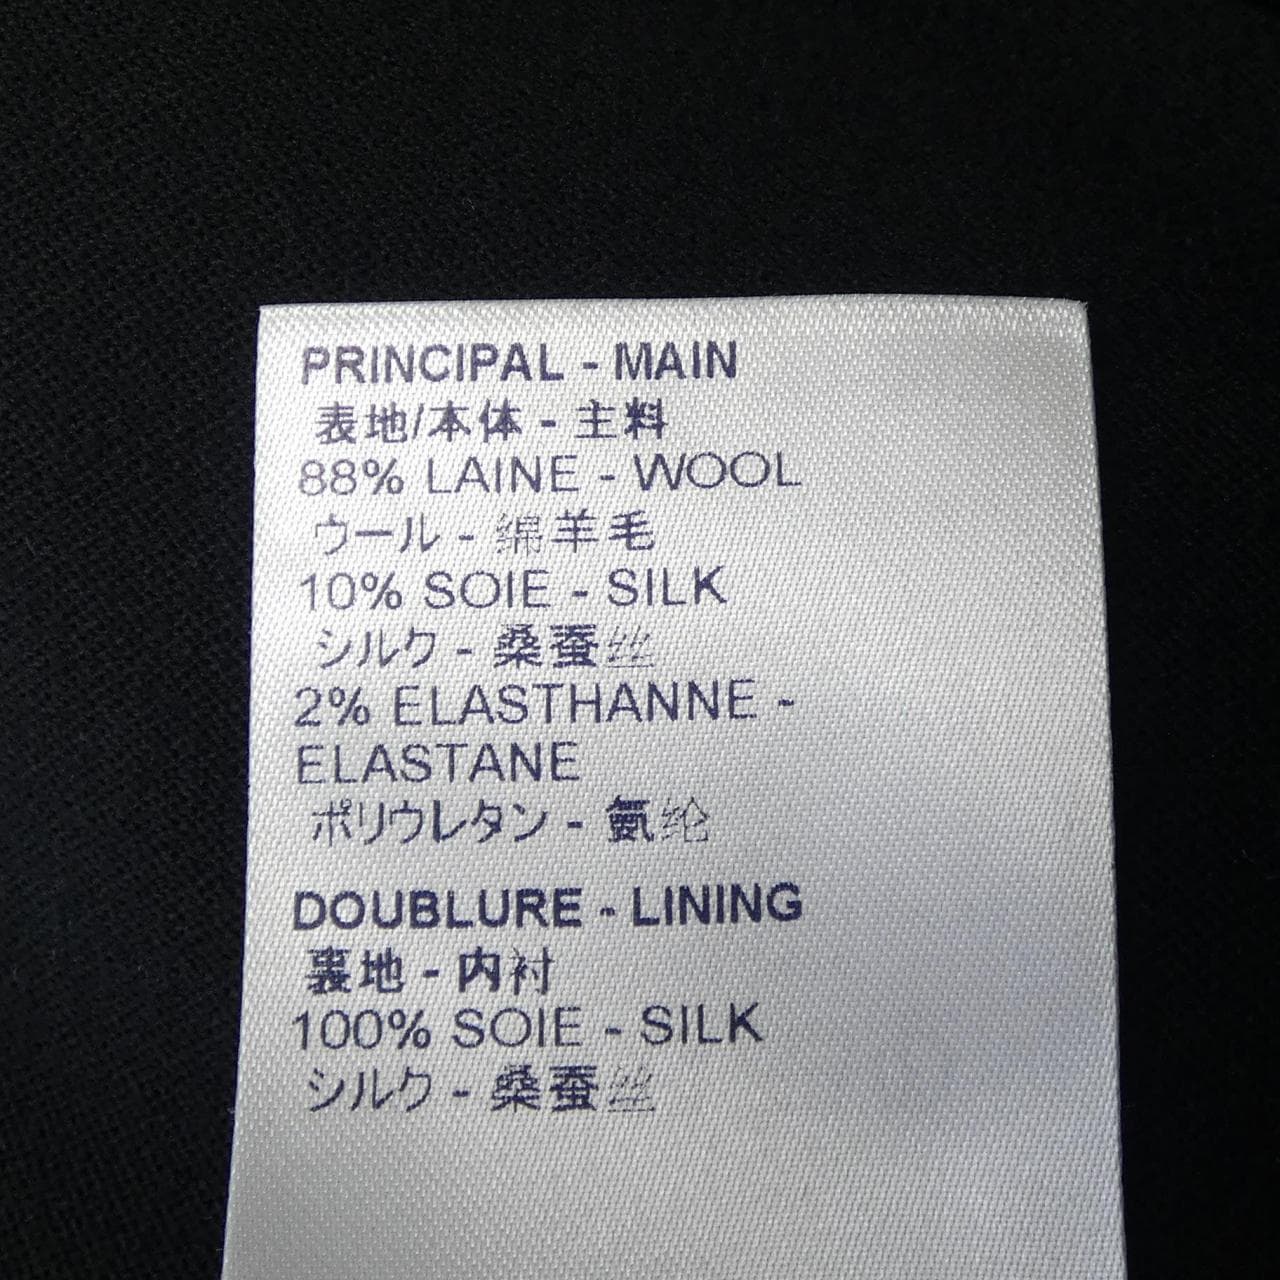 PRINCIPAL - MAIN
表地/本体 - 主料
88% LAINE - WOOL
ウール - 绵羊毛
10% SOIE - SILK
シルク - 桑蚕丝
2% ELASTHANNE -
ELASTANE
ポリウレタン - 氨纶
DOUBLURE - LINING
裏地 - 内衬
100% SOIE - SILK
シルク - 桑蚕丝